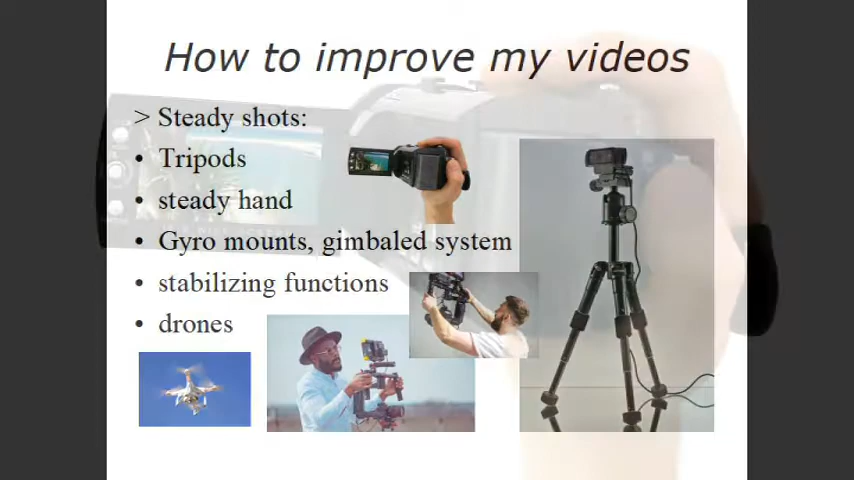 How to improve my videos
> Steady shots:
• Tripods
• steady hand
• Gyro mounts, gimbaled system
• stabilizing functions
• drones